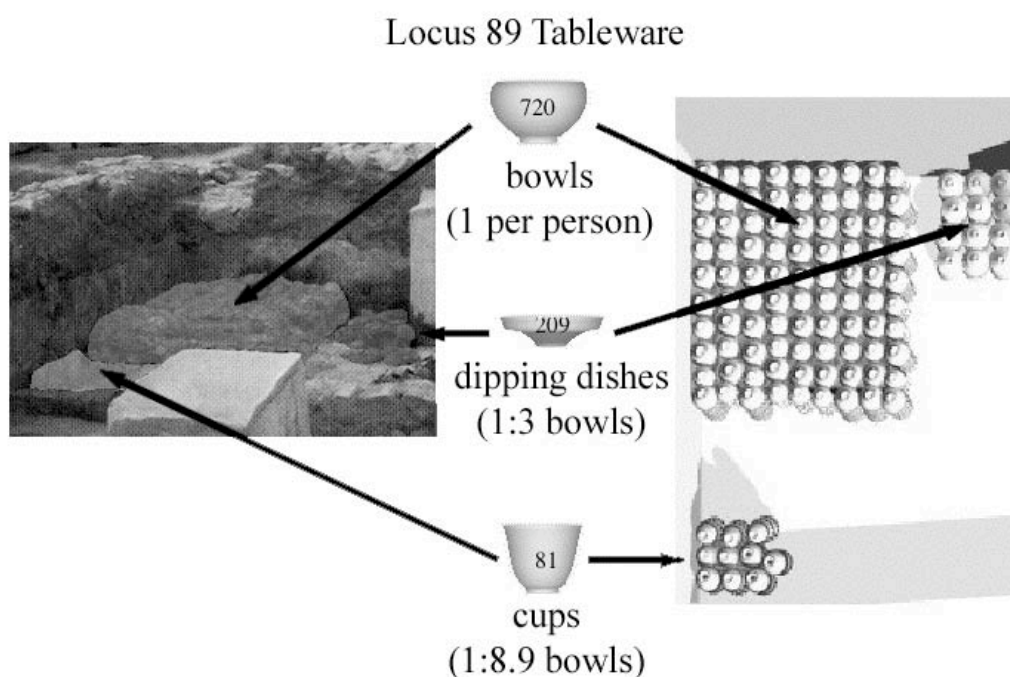 Locus 89 Tableware
720
bowls
(1 per person)
209
dipping dishes
(1:3 bowls)
81
cups
(1:8.9 bowls)